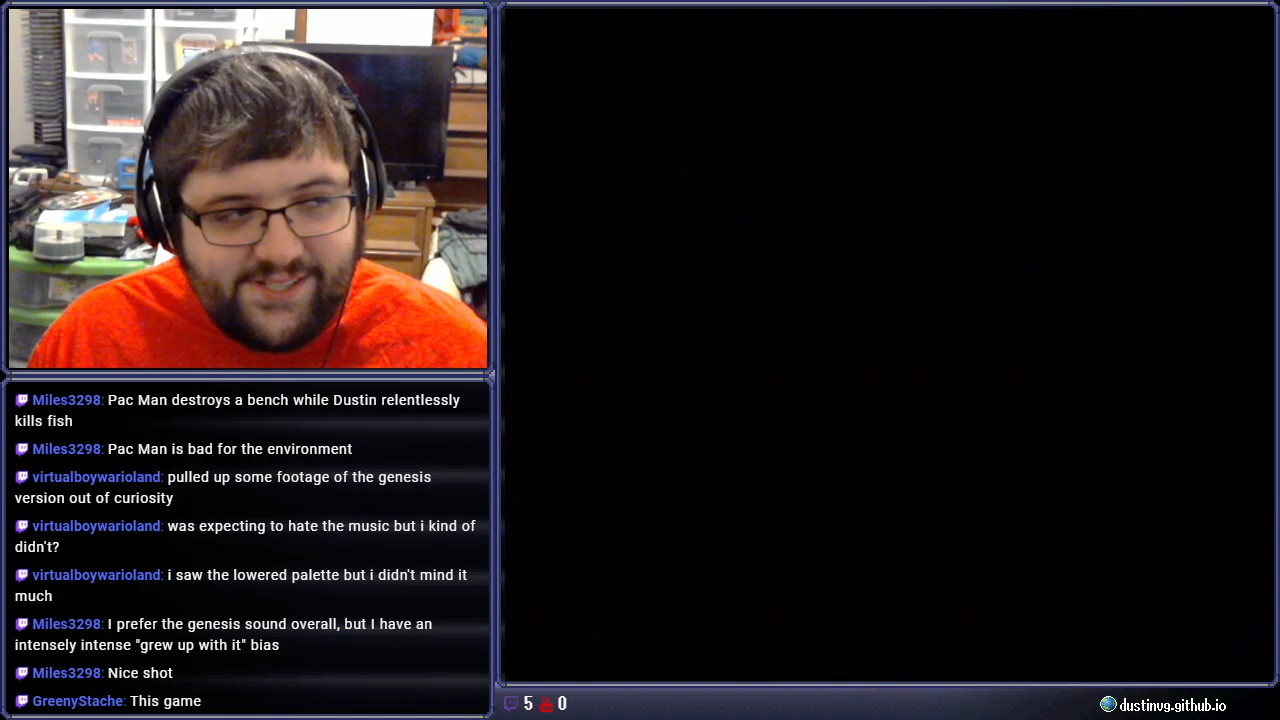 Miles3298: Pac Man destroys a bench while Dustin relentlessly
kills fish
Miles3298: Pac Man is bad for the environment
virtualboywarioland: pulled up some footage of the genesis
version out of curiosity
virtualboywarioland: was expecting to hate the music but i kind of
didn't?
virtualboywarioland: i saw the lowered palette but i didn't mind it
much
Miles3298: I prefer the genesis sound overall, but I have an
intensely intense "grew up with it" bias
Miles3298: Nice shot
GreenyStache: This game
5 0
dustinvg.github.io